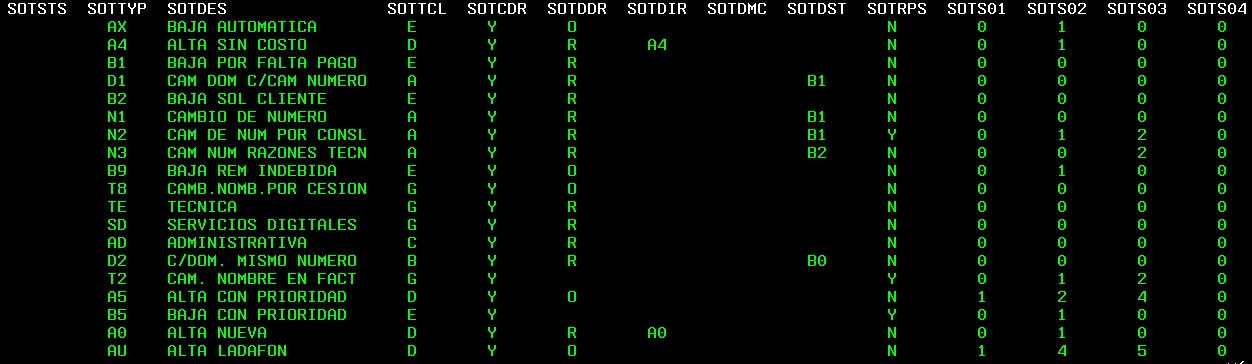 SOTSTS SOTTYP SOTDES SOTTCL SOTCDR SOTDDR SOTDIR SOTDMC SOTDST SOTRPS SOTS01 SOTS02 SOTS03 SOTS04
AX BAJA AUTOMATICA E Y O N 0 1 0 0
A4 ALTA SIN COSTO D Y R A4 N 0 1 0 0
B1 BAJA POR FALTA PAGO E Y R N 0 0 0 0
D1 CAM DOM C/CAM NUMERO A Y R B1 N 0 0 0 0
B2 BAJA SOL CLIENTE E Y R N 0 0 0 0
N1 CAMBIO DE NUMERO A Y R B1 N 0 0 0 0
N2 CAM DE NUM POR CONSL A Y R B1 Y 0 1 2 0
N3 CAM NUM RAZONES TECN A Y R B2 N 0 0 2 0
B9 BAJA REM INDEBIDA E Y O N 0 1 0 0
T8 CAMB.NOMB.POR CESION G Y O N 0 0 0 0
TE TECNICA G Y R N 0 0 0 0
SD SERVICIOS DIGITALES G Y R N 0 0 0 0
AD ADMINISTRATIVA C Y R N 0 0 0 0
D2 C/DOM. MISMO NUMERO B Y R B0 N 0 0 0 0
T2 CAM. NOMBRE EN FACT G Y Y 0 1 2 0
A5 ALTA CON PRIORIDAD D Y O N 1 2 4 0
B5 BAJA CON PRIORIDAD E Y Y 0 1 0 0
A0 ALTA NUEVA D Y R A0 N 0 1 0 0
AU ALTA LADAFON D Y O N 1 4 5 0